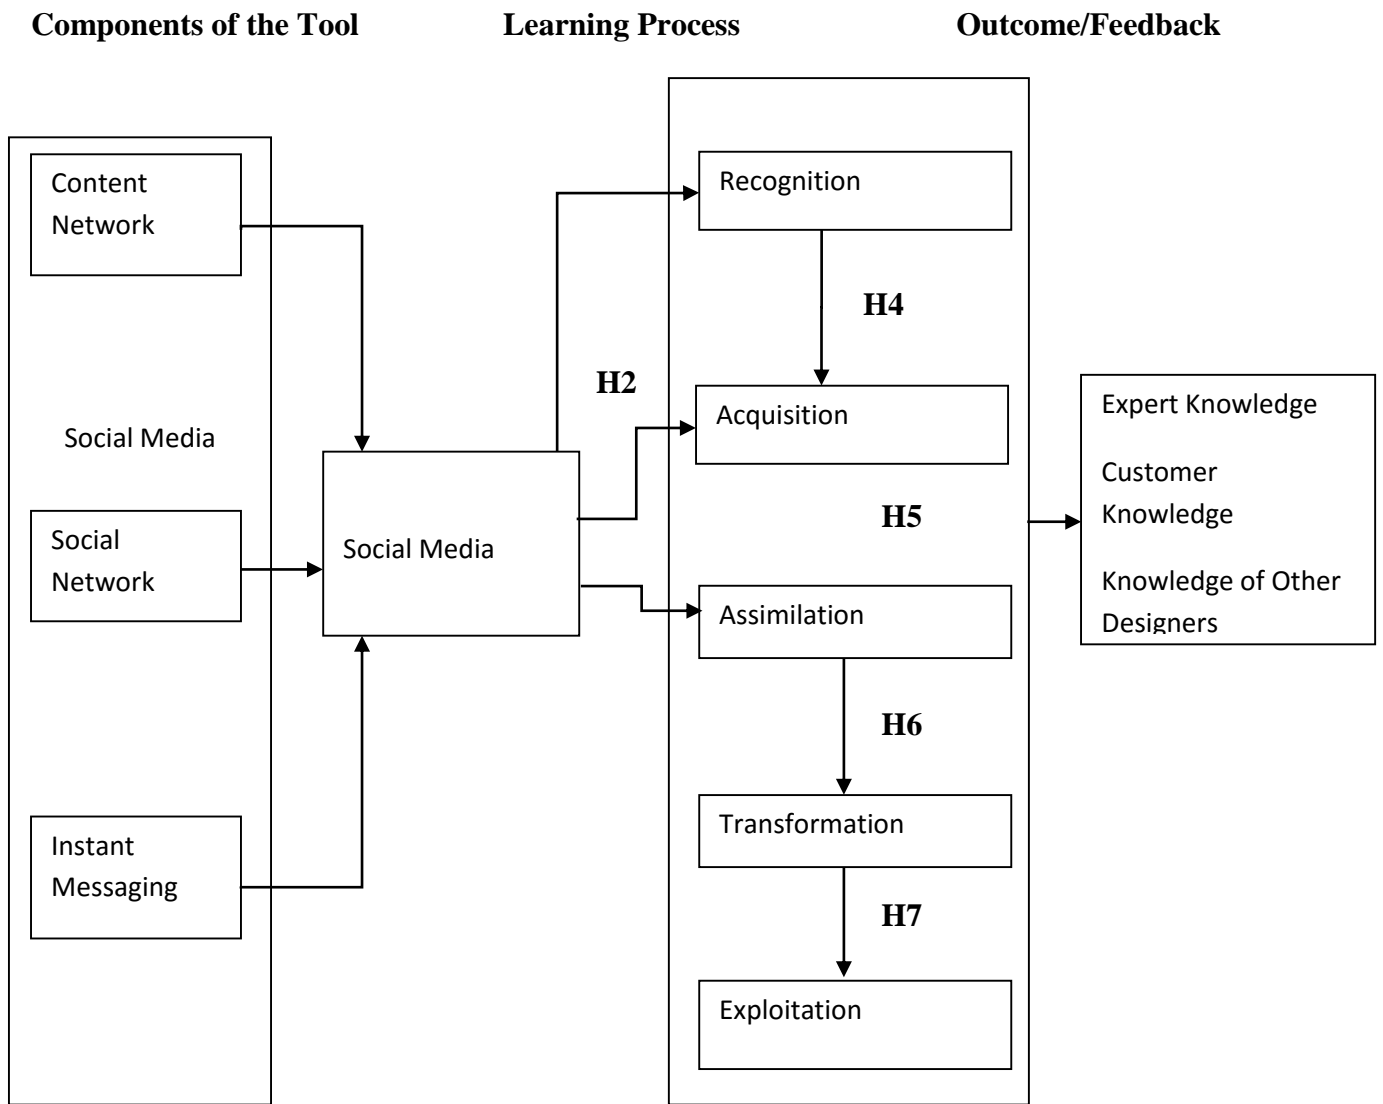 Components of the Tool
Learning Process
Outcome/Feedback
Content
Network
Social Media
Social
Network
Instant
Messaging
Social Media
H2
Recognition
H4
Acquisition
H5
Assimilation
H6
Transformation
H7
Exploitation
Expert Knowledge
Customer
Knowledge
Knowledge of Other
Designers